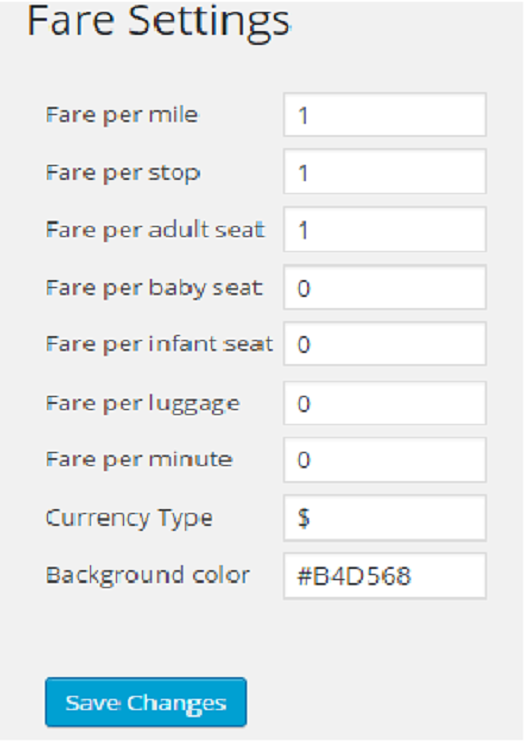 Fare Settings
Fare per mile 1
Fare per stop 1
Fare per adult seat 1
Fare per baby seat 0
Fare per infant seat 0
Fare per luggage 0
Fare per minute 0
Currency Type $
Background color #B4D568
Save Changes